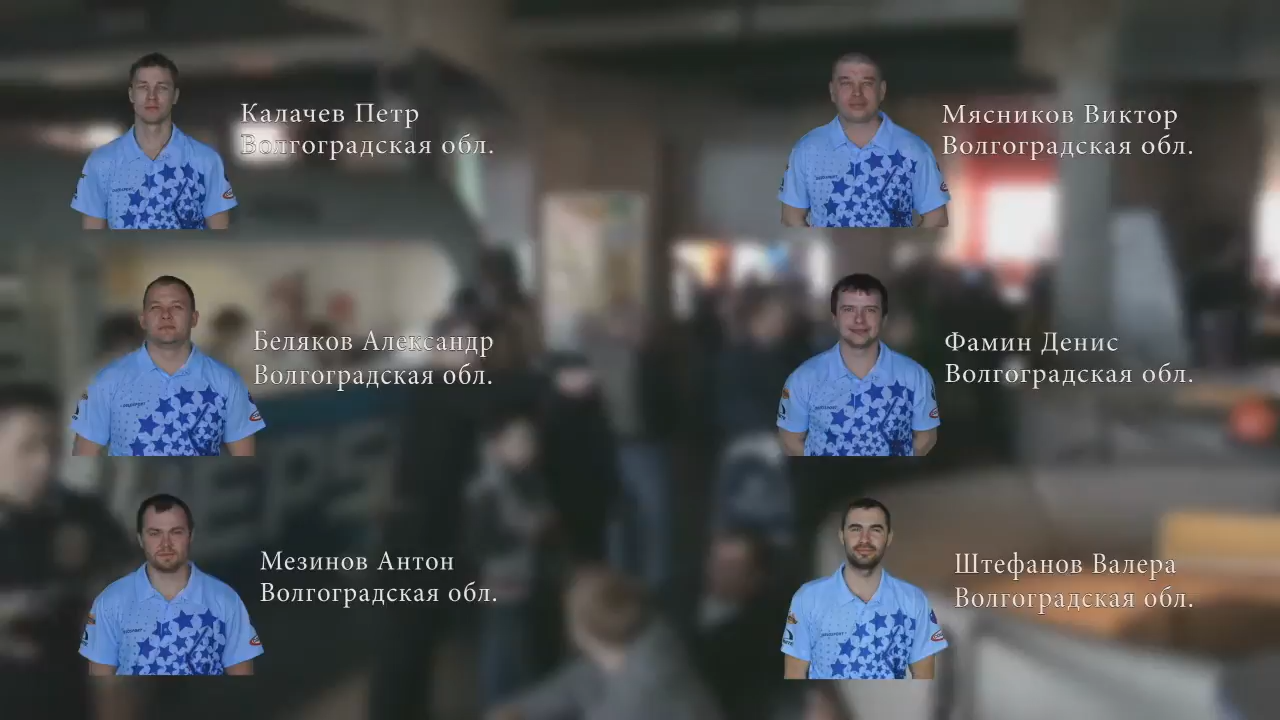 Калачев Петр
Волгоградская обл.
Мясников Виктор
Волгоградская обл.
Беляков Александр
Волгоградская обл.
Фамин Денис
Волгоградская обл.
Мезинов Антон
Волгоградская обл.
Штефанов Валера
Волгоградская обл.